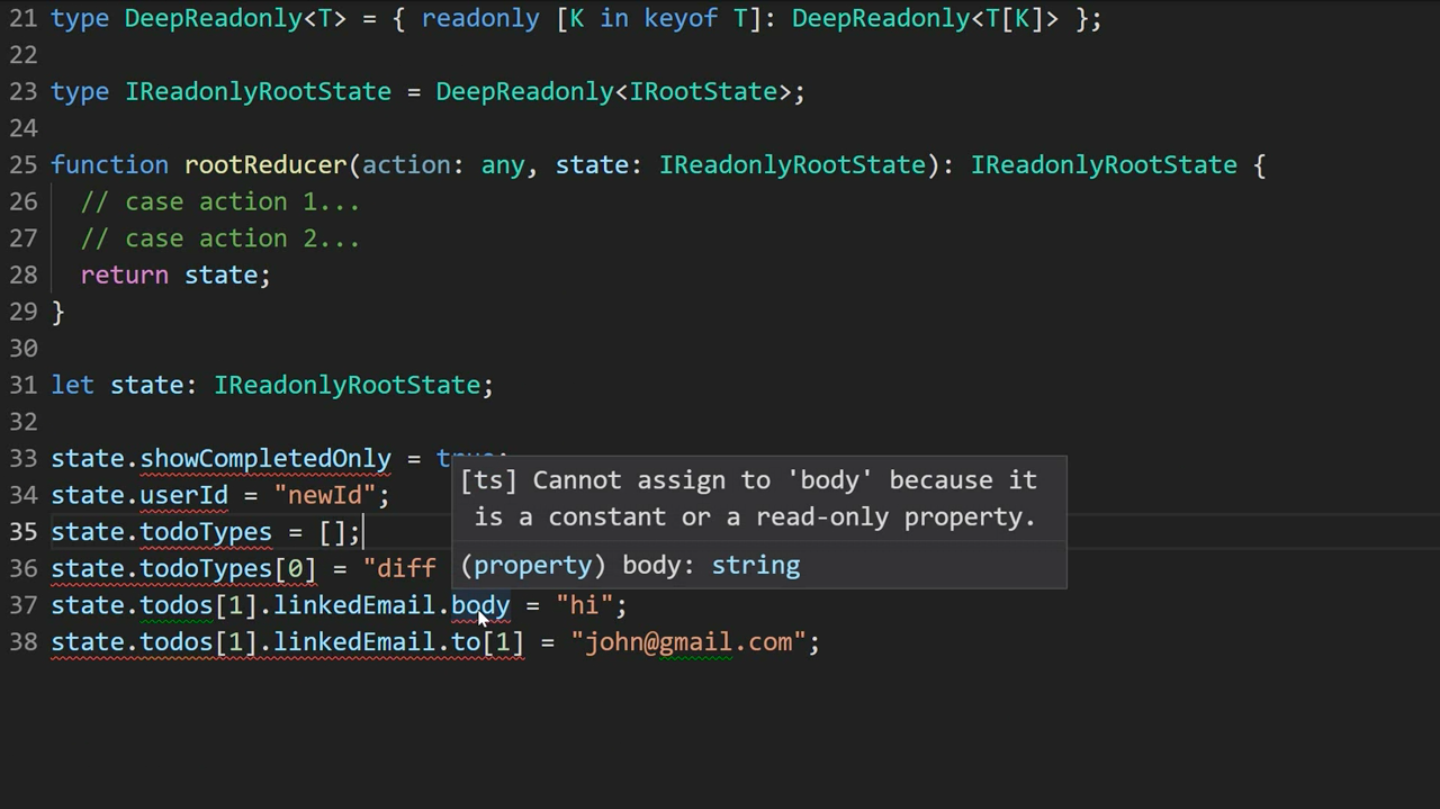 21 type DeepReadonly<T> = { readonly [K in keyof T]: DeepReadonly<T[K]> };
22
23 type IReadonlyRootState = DeepReadonly<IRootState>;
24
25 function rootReducer(action: any, state: IReadonlyRootState): IReadonlyRootState {
26 // case action 1...
27 // case action 2...
28 return state;
29 }
30
31 let state: IReadonlyRootState;
32
33 state.showCompletedOnly = true;
[ts] Cannot assign to 'body' because it
is a constant or a read-only property.
(property) body: string
34 state.userId = "newId";
35 state.todoTypes = [];
36 state.todoTypes[0] = "diff
37 state.todos[1].linkedEmail.body = "hi";
38 state.todos[1].linkedEmail.to[1] = "john@gmail.com";